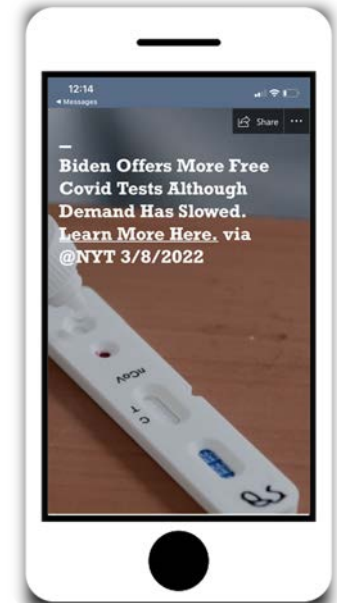 12:14
Messages
Share
Biden Offers More Free
Covid Tests Although
Demand Has Slowed.
Learn More Here. via
@NYT 3/8/2022
nCoV
C
T